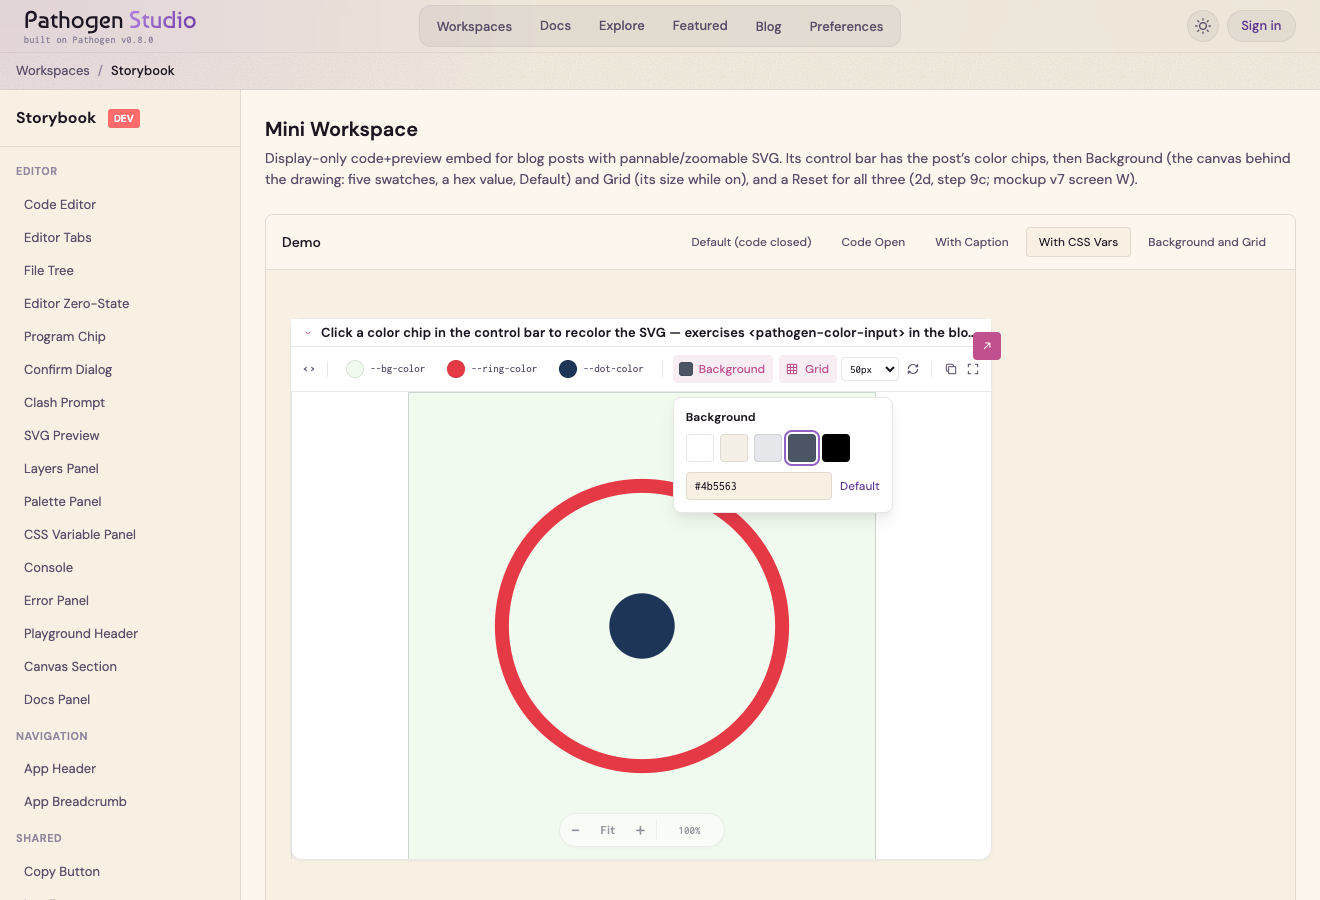 Pathogen Studio
built on Pathogen v0.8.0
Workspaces
Docs
Explore
Featured
Blog
Preferences
Sign in
Workspaces / Storybook
Storybook
DEV
EDITOR
Code Editor
Editor Tabs
File Tree
Editor Zero-State
Program Chip
Confirm Dialog
Clash Prompt
SVG Preview
Layers Panel
Palette Panel
CSS Variable Panel
Console
Error Panel
Playground Header
Canvas Section
Docs Panel
NAVIGATION
App Header
App Breadcrumb
SHARED
Copy Button
Mini Workspace
Display-only code+preview embed for blog posts with pannable/zoomable SVG. Its control bar has the post's color chips, then Background (the canvas behind
the drawing: five swatches, a hex value, Default) and Grid (its size while on), and a Reset for all three (2d, step 9c; mockup v7 screen W).
Demo
Default (code closed)
Code Open
With Caption
With CSS Vars
Background and Grid
Click a color chip in the control bar to recolor the SVG — exercises <pathogen-color-input> in the blo...
--bg-color
--ring-color
--dot-color
Background
Grid
50px
Background
#4b5563
Default
Fit
100%